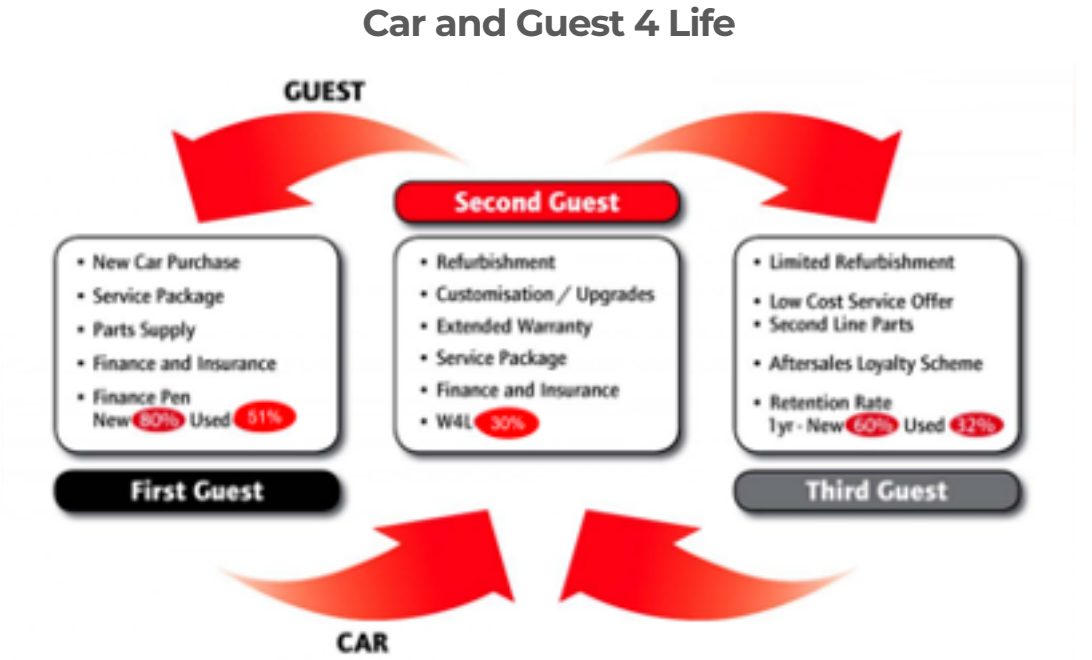 Car and Guest 4 Life
GUEST
Second Guest
• New Car Purchase
• Service Package
• Parts Supply
• Finance and Insurance
• Finance Pen
New 80% Used 51%
First Guest
• Refurbishment
• Customisation / Upgrades
• Extended Warranty
• Service Package
• Finance and Insurance
• W4L 30%
• Limited Refurbishment
• Low Cost Service Offer
• Second Line Parts
• Aftersales Loyalty Scheme
• Retention Rate
1yr - New 60% Used 32%
Third Guest
CAR